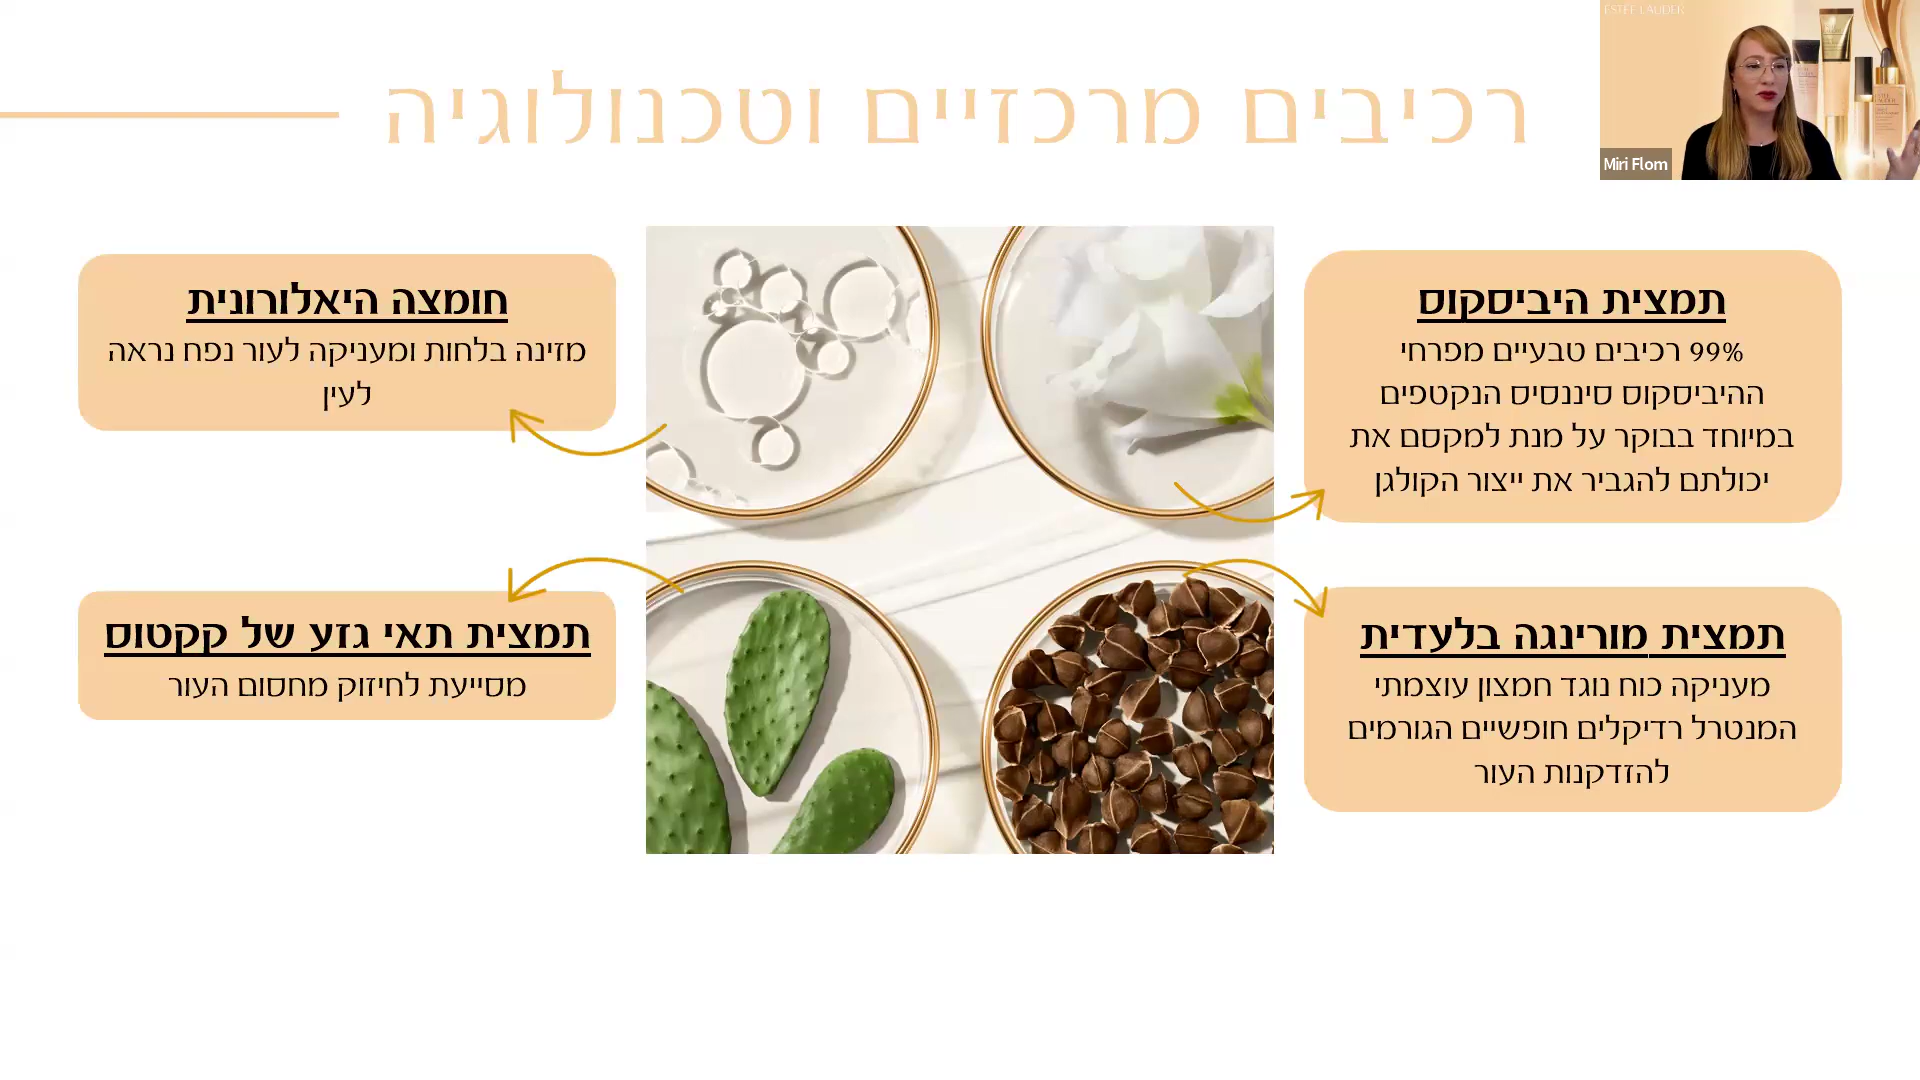 רכיבים מרכזיים וטכנולוגיה
ESTĒE LAUDER
Miri Flom
תמצית היביסקוס
99% רכיבים טבעיים מפרחי
ההיביסקוס סיננסיס הנקטפים
במיוחד בבוקר על מנת למקסם את
יכולתם להגביר את ייצור הקולגן
חומצה היאלורונית
מזינה בלחות ומעניקה לעור נפח נראה
לעין
תמצית מורינגה בלעדית
מעניקה כוח נוגד חמצון עוצמתי
המנטרל רדיקלים חופשיים הגורמים
להזדקנות העור
תמצית תאי גזע של קקטוס
מסייעת לחיזוק מחסום העור